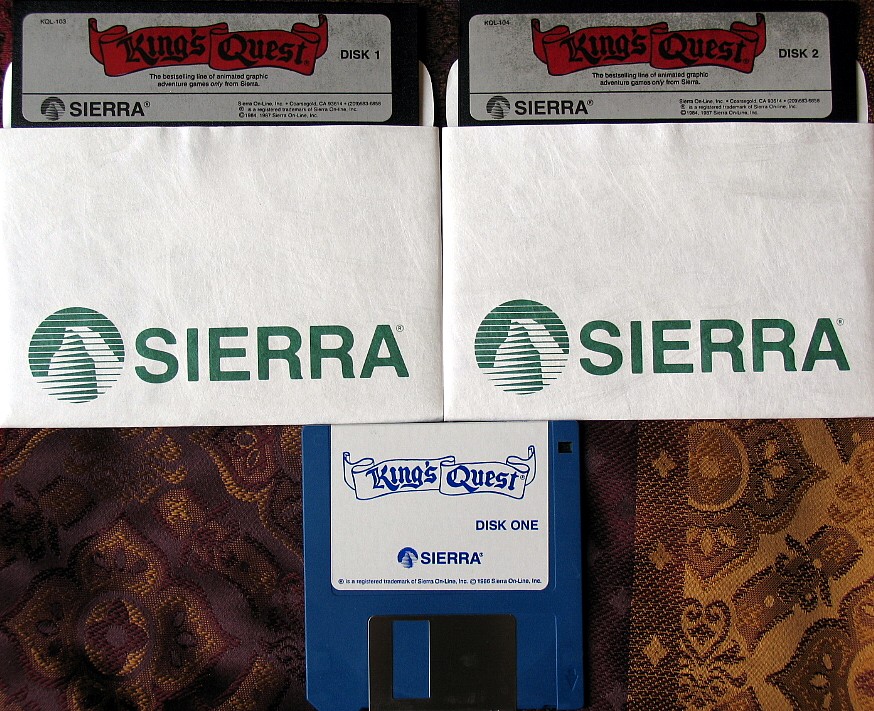 KQL-103
King's Quest®
DISK 1
The bestselling line of animated graphic
adventure games only from Sierra.
SIERRA®
Sierra On-Line, Inc. • Coarsegold, CA 93614 • (209)683-6858
® is a registered trademark of Sierra On-Line, Inc.
©1984, 1987 Sierra On-Line, Inc.
KQL-104
King's Quest®
DISK 2
The bestselling line of animated graphic
adventure games only from Sierra.
SIERRA®
Sierra On-Line, Inc. • Coarsegold, CA 93614 • (209)683-6858
® is a registered trademark of Sierra On-Line, Inc.
©1984, 1987 Sierra On-Line, Inc.
SIERRA®
SIERRA®
King's Quest®
DISK ONE
SIERRA®
® is a registered trademark of Sierra On-Line, Inc. © 1986 Sierra On-Line, Inc.